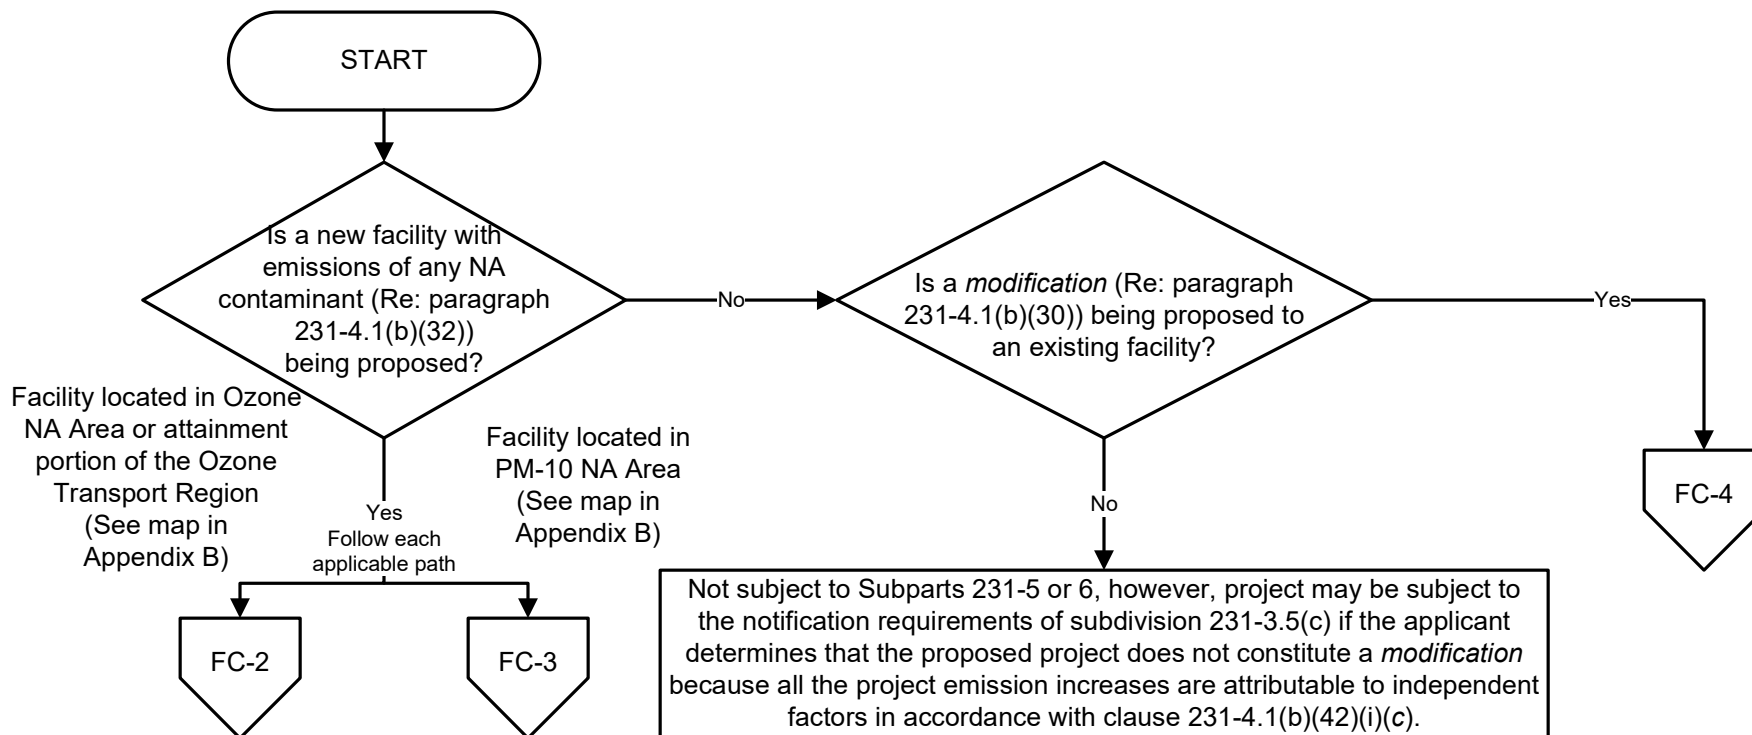 START
Is a new facility with
emissions of any NA
contaminant (Re: paragraph
231-4.1(b)(32))
being proposed?
No
Is a modification (Re: paragraph
231-4.1(b)(30)) being proposed to
an existing facility?
Yes
FC-4
Facility located in Ozone
NA Area or attainment
portion of the Ozone
Transport Region
(See map in
Appendix B)
Yes
Follow each
applicable path
Facility located in
PM-10 NA Area
(See map in
Appendix B)
No
FC-2
FC-3
Not subject to Subparts 231-5 or 6, however, project may be subject to
the notification requirements of subdivision 231-3.5(c) if the applicant
determines that the proposed project does not constitute a modification
because all the project emission increases are attributable to independent
factors in accordance with clause 231-4.1(b)(42)(i)(c).